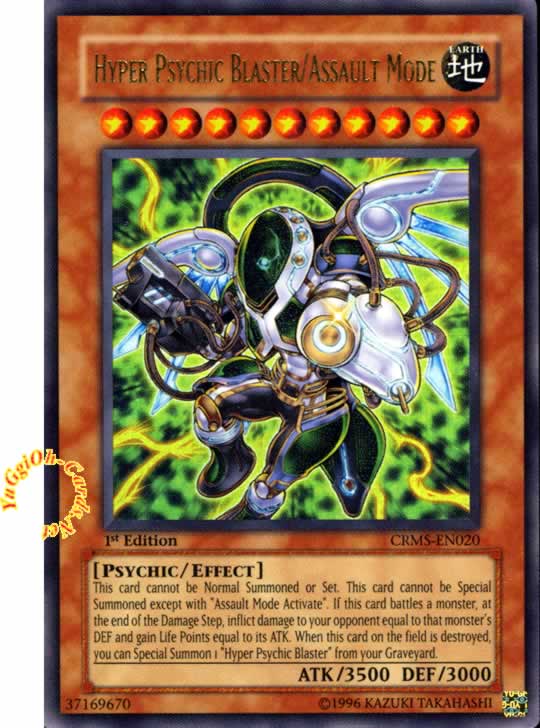 HYPER PSYCHIC BLASTER/ASSAULT MODE
EARTH
地
YuGgiOh-Cards.Net
1st Edition
CRMS-EN020
[PSYCHIC/EFFECT]
This card cannot be Normal Summoned or Set. This card cannot be Special
Summoned except with "Assault Mode Activate". If this card battles a monster, at
the end of the Damage Step, inflict damage to your opponent equal to that monster's
DEF and gain Life Points equal to its ATK. When this card on the field is destroyed,
you can Special Summon 1 "Hyper Psychic Blaster" from your Graveyard.
ATK/3500 DEF/3000
37169670
©1996 KAZUKI TAKAHASHI